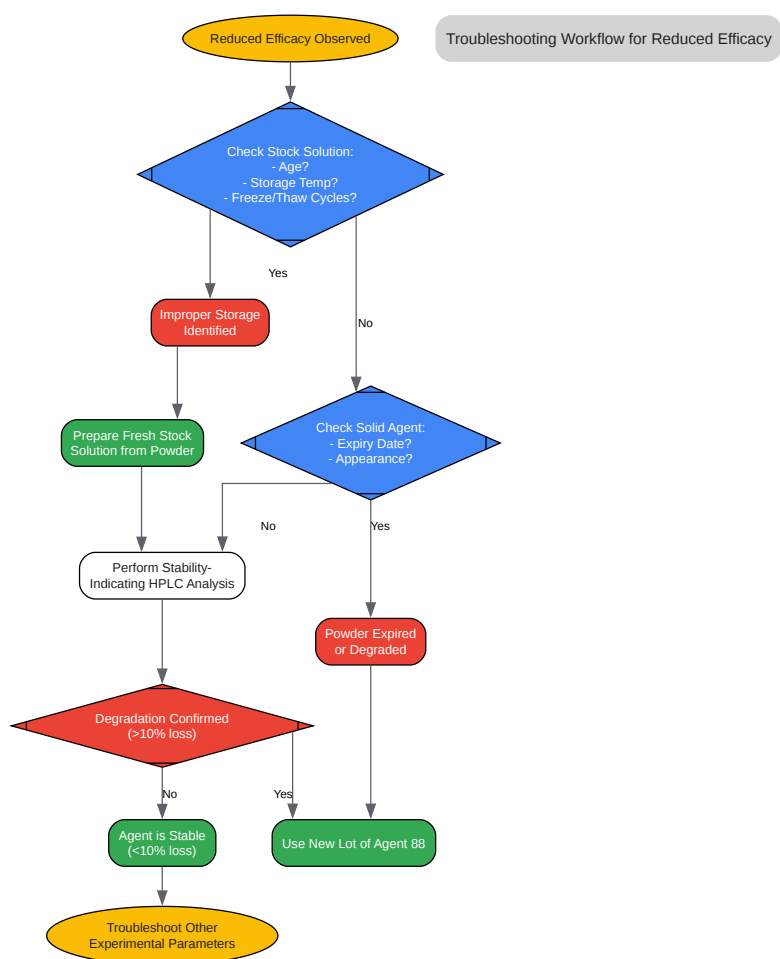 Reduced Efficacy Observed
Troubleshooting Workflow for Reduced Efficacy
Check Stock Solution:
- Age?
- Storage Temp?
- Freeze/Thaw Cycles?
Yes
Improper Storage
Identified
No
Prepare Fresh Stock
Solution from Powder
Check Solid Agent:
- Expiry Date?
- Appearance?
No
Yes
Perform Stability-
Indicating HPLC Analysis
Powder Expired
or Degraded
Degradation Confirmed
(>10% loss)
No
Yes
Agent is Stable
(<10% loss)
Use New Lot of Agent 88
Troubleshoot Other
Experimental Parameters